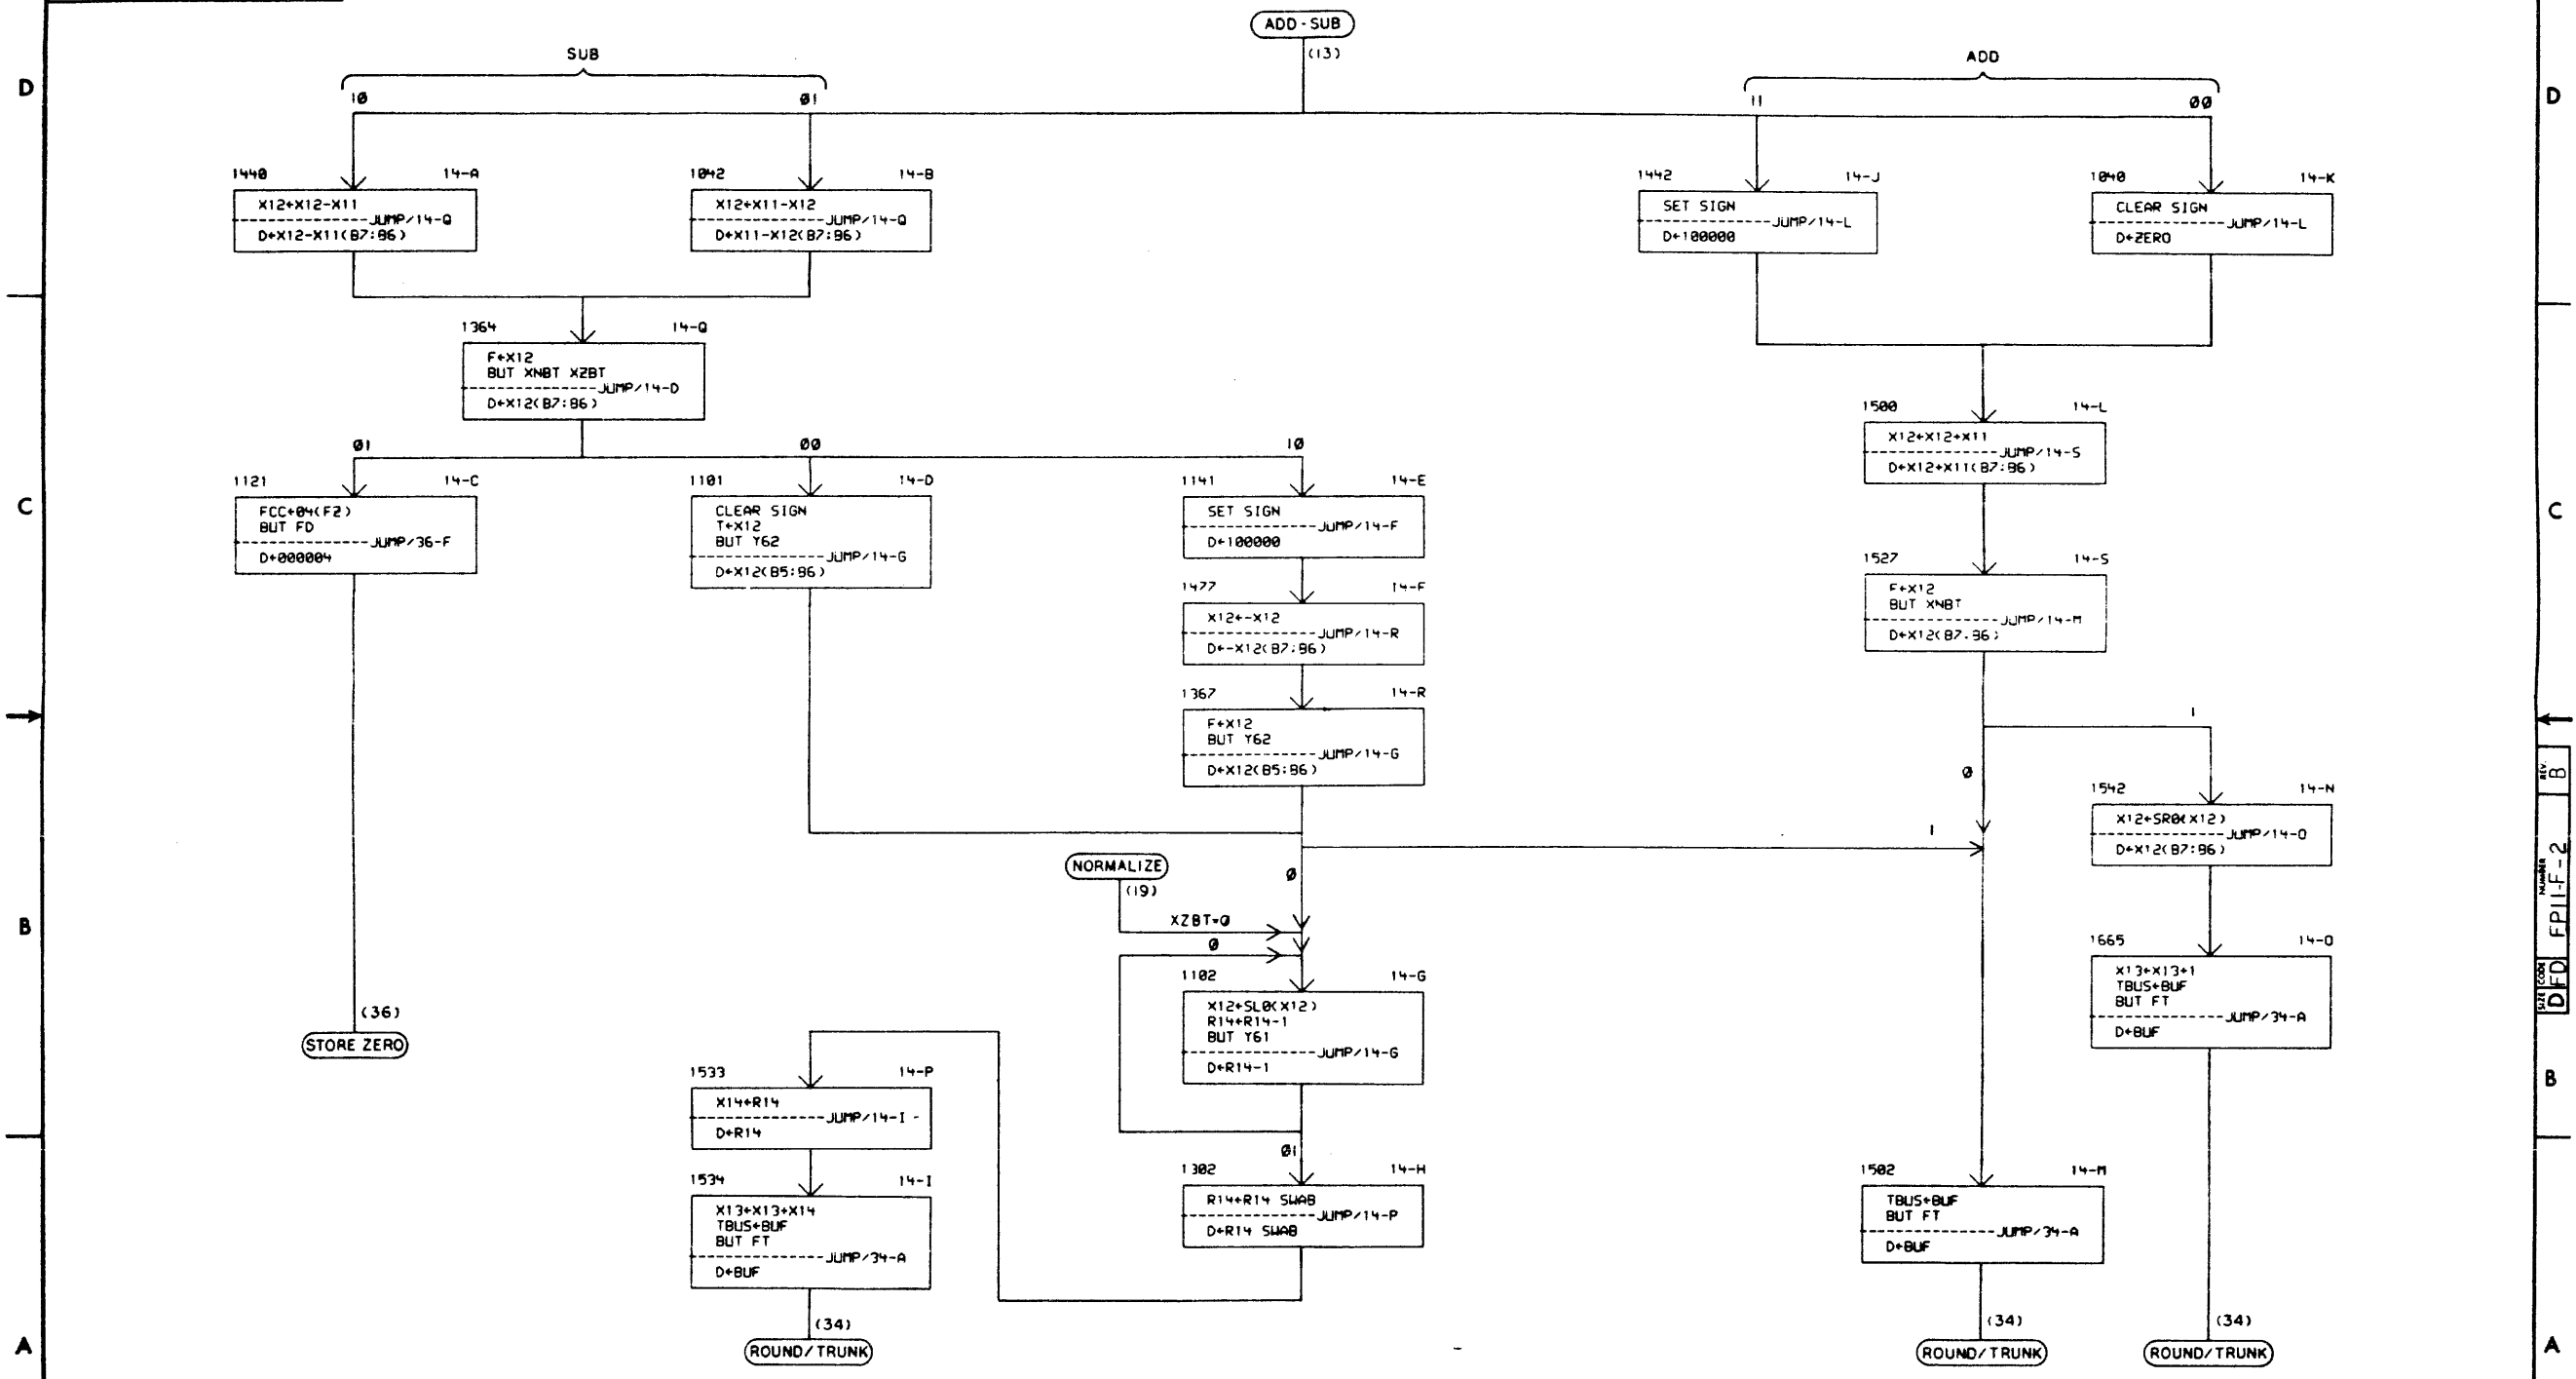 ADD-SUB
(13)
SUB
ADD
D
D
10
01
11
00
1440 14-A
X12←X12-X11
JUMP/14-Q
D←X12-X11(B7:B6)
1042 14-B
X12←X11-X12
JUMP/14-Q
D←X11-X12(B7:B6)
1442 14-J
SET SIGN
JUMP/14-L
D←100000
1040 14-K
CLEAR SIGN
JUMP/14-L
D←ZERO
1364 14-Q
F←X12
BUT XNBT XZBT
JUMP/14-D
D←X12(B7:B6)
1500 14-L
X12←X12+X11
JUMP/14-S
D←X12+X11(B7:B6)
01
00
10
C
C
1121 14-C
FCC←04(F2)
BUT FD
JUMP/36-F
D←000004
1101 14-D
CLEAR SIGN
T←X12
BUT Y62
JUMP/14-G
D←X12(B5:B6)
1141 14-E
SET SIGN
JUMP/14-F
D←100000
1477 14-F
X12←-X12
JUMP/14-R
D←-X12(B7:B6)
1527 14-S
F←X12
BUT XNBT
JUMP/14-M
D←X12(B7:B6)
1367 14-R
F←X12
BUT Y62
JUMP/14-G
D←X12(B5:B6)
1
0
1542 14-N
X12←SR0(X12)
JUMP/14-O
D←X12(B7:B6)
1
0
NORMALIZE
(19)
XZBT=0
0
B
B
1102 14-G
X12←SL0(X12)
R14←R14-1
BUT Y61
JUMP/14-G
D←R14-1
1665 14-O
X13←X13+1
TBUS←BUF
BUT FT
JUMP/34-A
D←BUF
(36)
STORE ZERO
1533 14-P
X14←R14
JUMP/14-I
D←R14
01
1302 14-H
R14←R14 SWAB
JUMP/14-P
D←R14 SWAB
1534 14-I
X13←X13+X14
TBUS←BUF
BUT FT
JUMP/34-A
D←BUF
1502 14-M
TBUS←BUF
BUT FT
JUMP/34-A
D←BUF
(34)
ROUND/TRUNK
(34)
ROUND/TRUNK
(34)
ROUND/TRUNK
A
A
SIZE CODE NUMBER REV.
D FD FP11-F-2 B